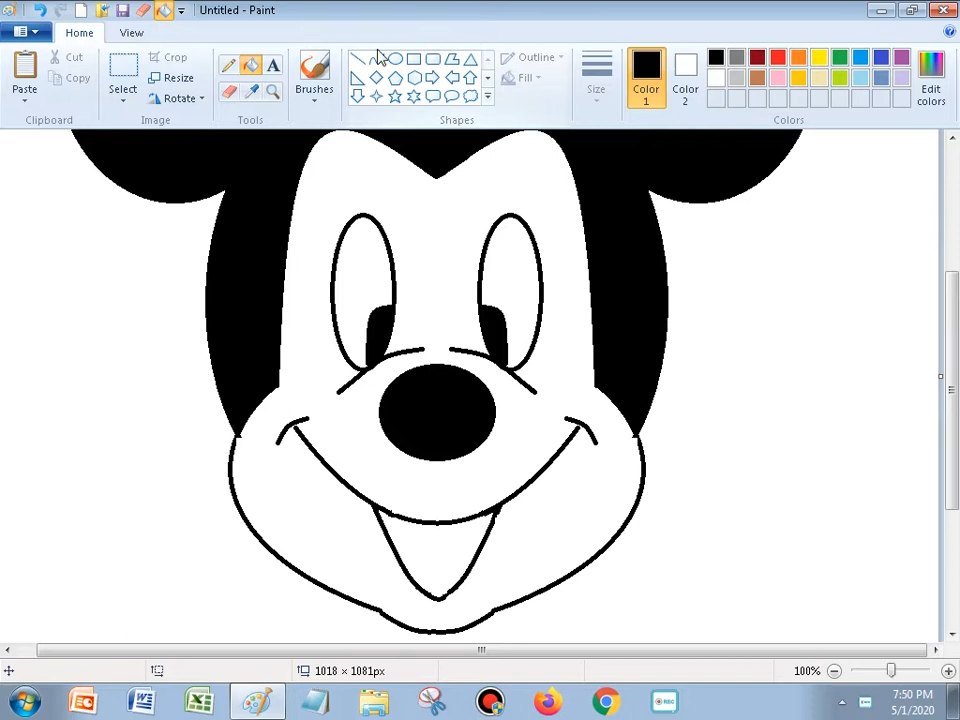 Untitled - Paint
Home View
Paste
Cut
Copy
Clipboard
Select
Crop
Resize
Rotate
Image
A
Tools
Brushes
Shapes
Outline
Fill
Size
Color 1
Color 2
Colors
Edit colors
1018 × 1081px
100%
REC
7:50 PM
5/1/2020